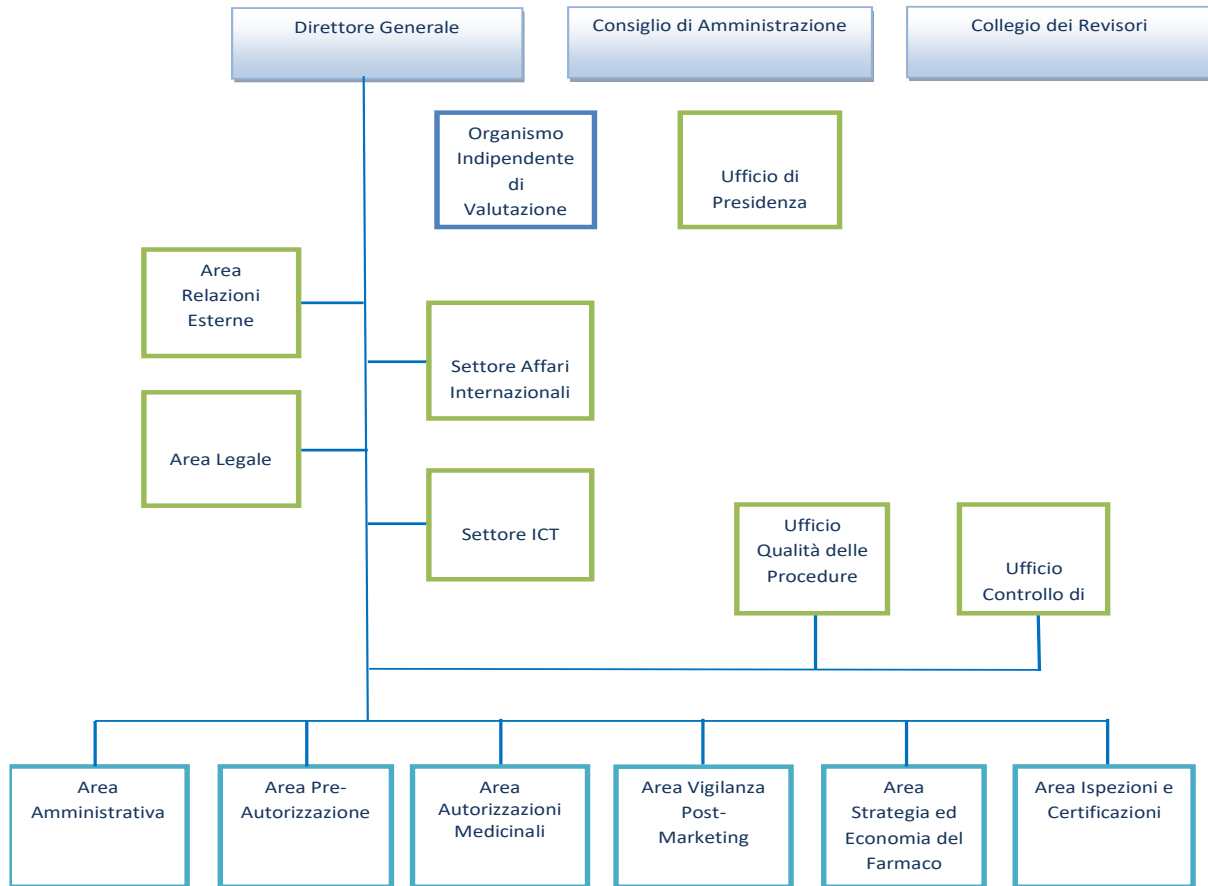 Direttore Generale
Consiglio di Amministrazione
Collegio dei Revisori
Organismo
Indipendente
di
Valutazione
Ufficio di
Presidenza
Area
Relazioni
Esterne
Settore Affari
Internazionali
Area Legale
Settore ICT
Ufficio
Qualità delle
Procedure
Ufficio
Controllo di
Area
Amministrativa
Area Pre-
Autorizzazione
Area
Autorizzazioni
Medicinali
Area Vigilanza
Post-
Marketing
Area
Strategia ed
Economia del
Farmaco
Area Ispezioni e
Certificazioni